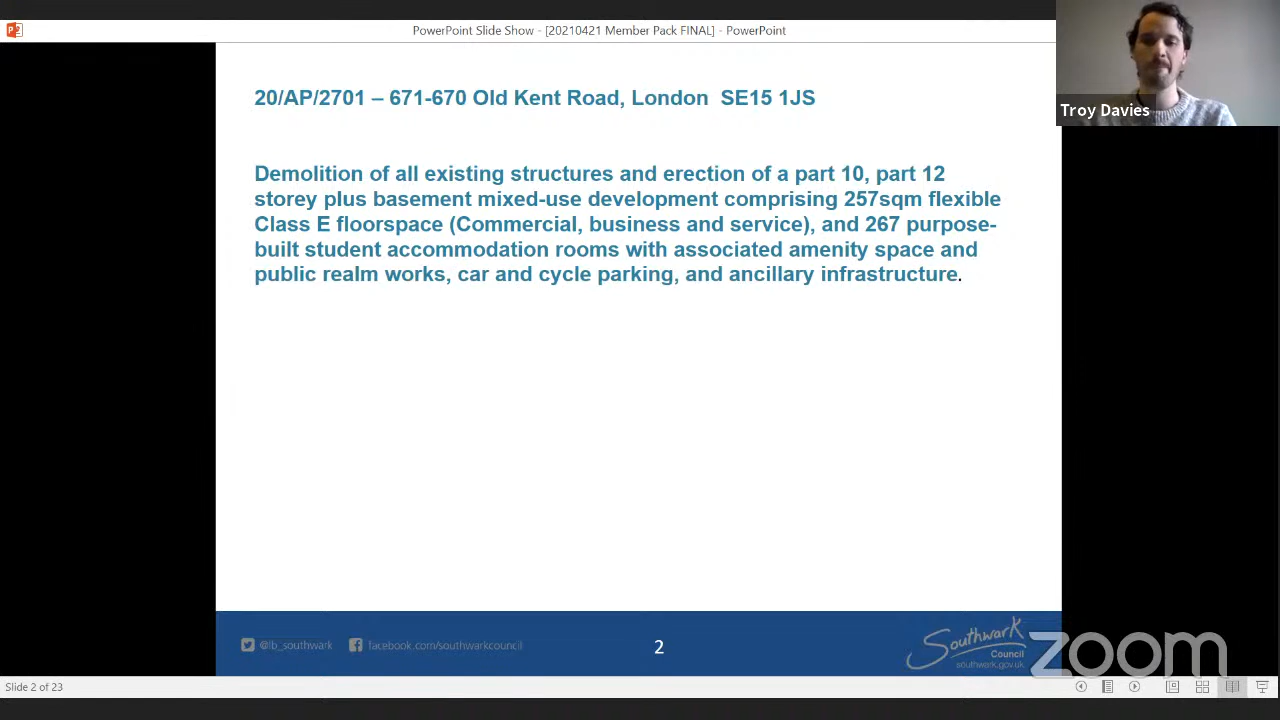 PowerPoint Slide Show - [20210421 Member Pack FINAL] - PowerPoint
Troy Davies
20/AP/2701 – 671-670 Old Kent Road, London SE15 1JS
Demolition of all existing structures and erection of a part 10, part 12
storey plus basement mixed-use development comprising 257sqm flexible
Class E floorspace (Commercial, business and service), and 267 purpose-
built student accommodation rooms with associated amenity space and
public realm works, car and cycle parking, and ancillary infrastructure.
@lb_southwark
facebook.com/southwarkcouncil
2
Southwark
Council
southwark.gov.uk
zoom
Slide 2 of 23